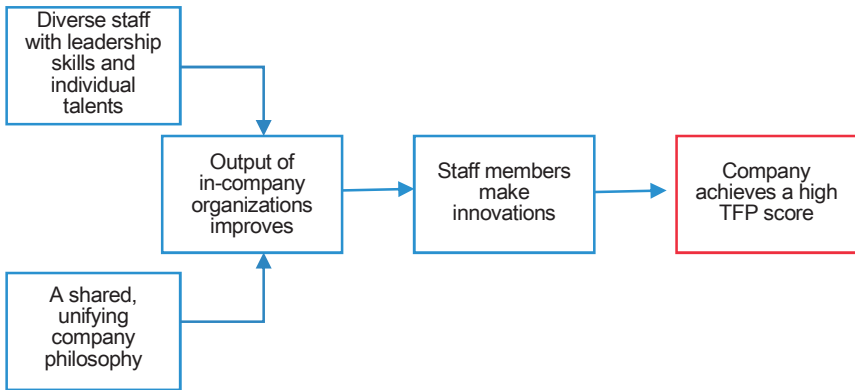 Diverse staff
with leadership
skills and
individual
talents
Output of
in-company
organizations
improves
Staff members
make
innovations
Company
achieves a high
TFP score
A shared,
unifying
company
philosophy